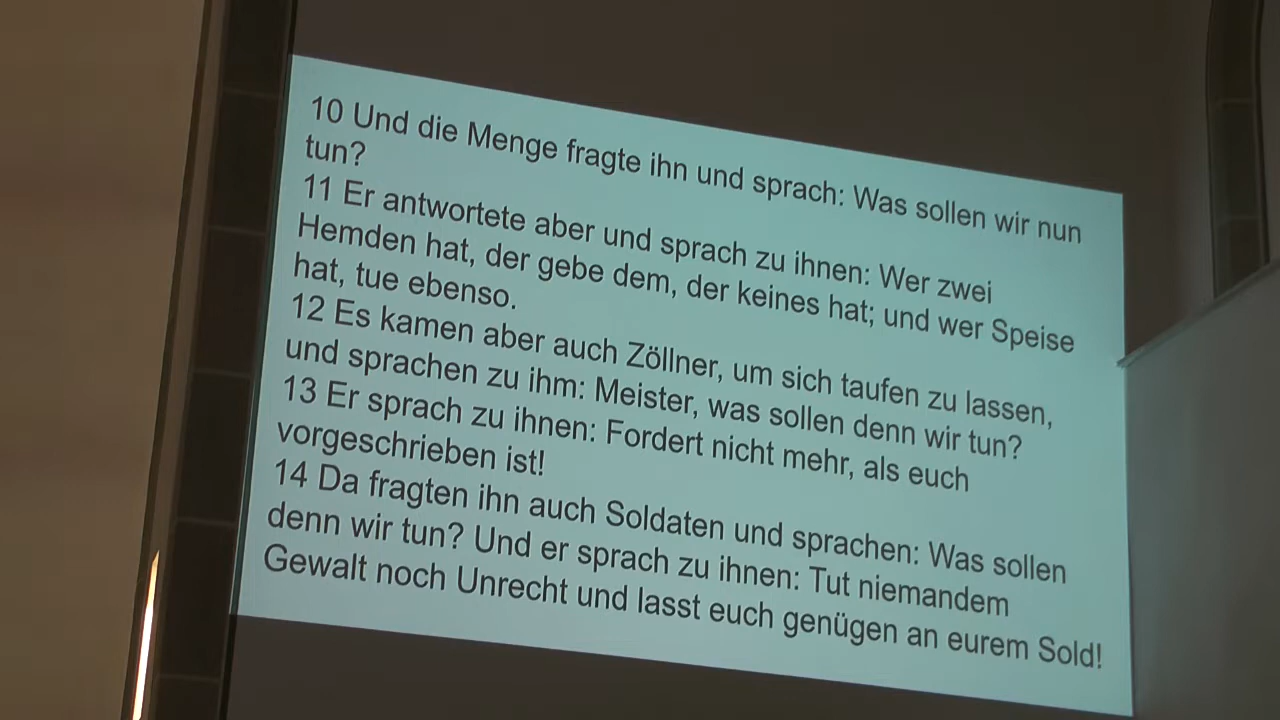 10 Und die Menge fragte ihn und sprach: Was sollen wir nun
tun?
11 Er antwortete aber und sprach zu ihnen: Wer zwei
Hemden hat, der gebe dem, der keines hat; und wer Speise
hat, tue ebenso.
12 Es kamen aber auch Zöllner, um sich taufen zu lassen,
und sprachen zu ihm: Meister, was sollen denn wir tun?
13 Er sprach zu ihnen: Fordert nicht mehr, als euch
vorgeschrieben ist!
14 Da fragten ihn auch Soldaten und sprachen: Was sollen
denn wir tun? Und er sprach zu ihnen: Tut niemandem
Gewalt noch Unrecht und lasst euch genügen an eurem Sold!